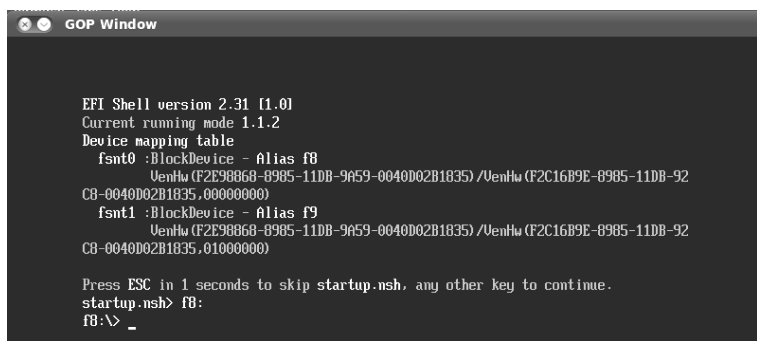 GOP Window
EFI Shell version 2.31 [1.0]
Current running mode 1.1.2
Device mapping table
fsnt0 :BlockDevice - Alias f8
VenHw(F2E98868-8985-11DB-9A59-0040D02B1835)/VenHw(F2C16B9E-8985-11DB-92
C8-0040D02B1835,00000000)
fsnt1 :BlockDevice - Alias f9
VenHw(F2E98868-8985-11DB-9A59-0040D02B1835)/VenHw(F2C16B9E-8985-11DB-92
C8-0040D02B1835,01000000)
Press ESC in 1 seconds to skip startup.nsh, any other key to continue.
startup.nsh> f8:
f8:\> _